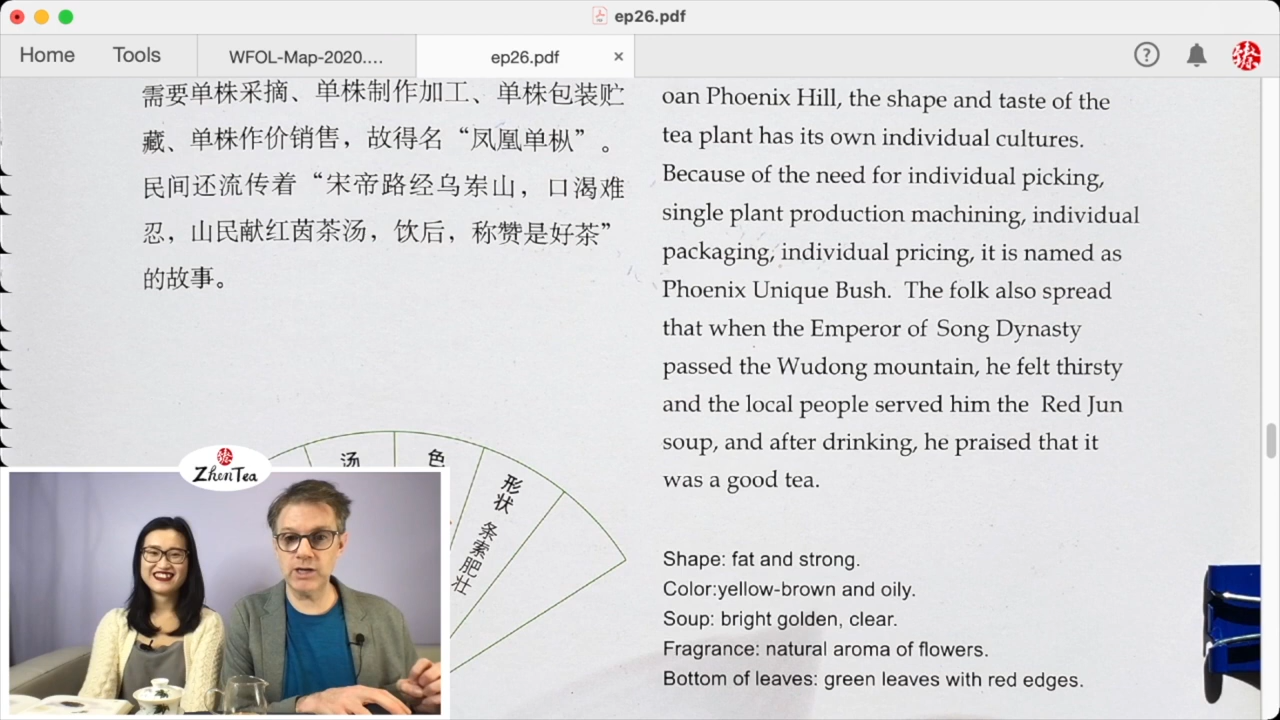 ep26.pdf
Home
Tools
WFOL-Map-2020....
ep26.pdf
需要单株采摘、单株制作加工、单株包装贮
藏、单株作价销售，故得名“凤凰单枞”。
民间还流传着“宋帝路经乌岽山，口渴难
忍，山民献红茵茶汤，饮后，称赞是好茶”
的故事。
oan Phoenix Hill, the shape and taste of the
tea plant has its own individual cultures.
Because of the need for individual picking,
single plant production machining, individual
packaging, individual pricing, it is named as
Phoenix Unique Bush. The folk also spread
that when the Emperor of Song Dynasty
passed the Wudong mountain, he felt thirsty
and the local people served him the Red Jun
soup, and after drinking, he praised that it
was a good tea.
Shape: fat and strong.
Color:yellow-brown and oily.
Soup: bright golden, clear.
Fragrance: natural aroma of flowers.
Bottom of leaves: green leaves with red edges.
汤
色
形状 条索肥壮
ZhenTea